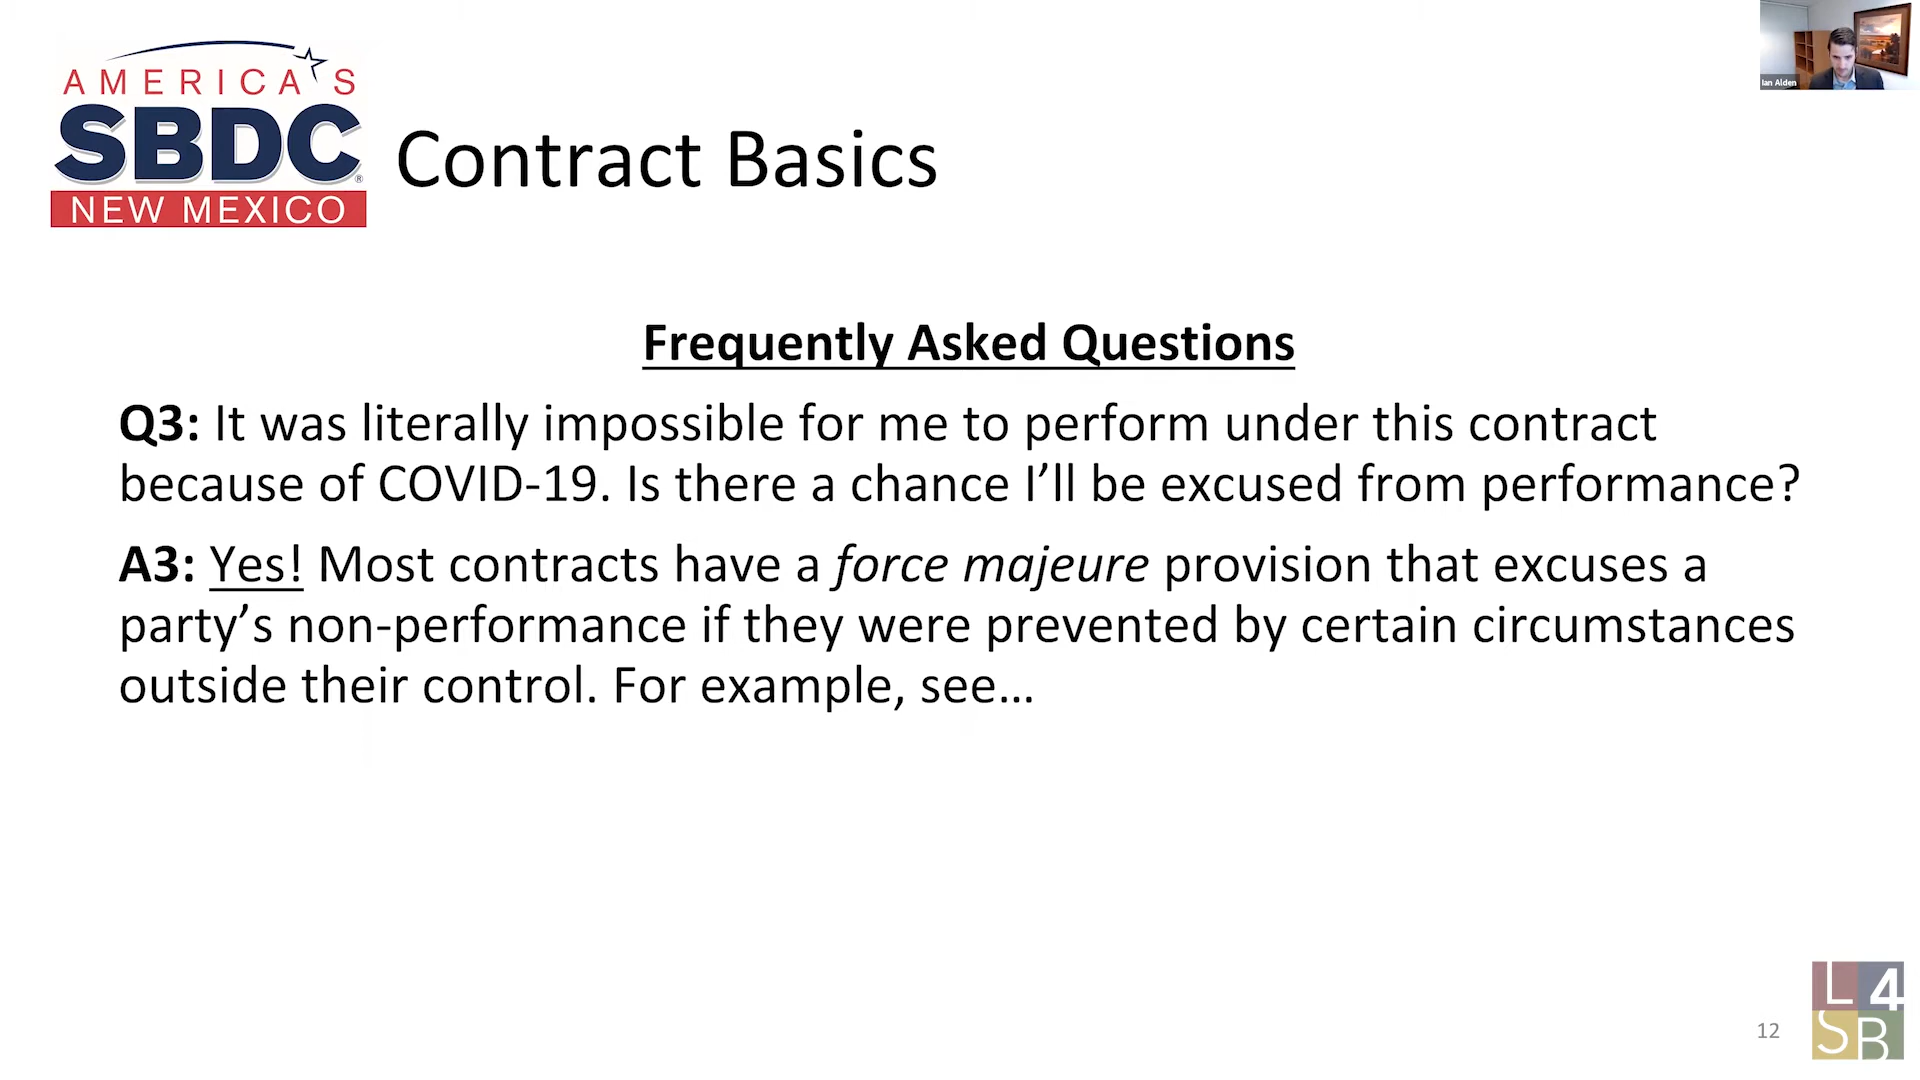 AMERICA'S
SBDC®
NEW MEXICO
Contract Basics
Ian Alden
Frequently Asked Questions
Q3: It was literally impossible for me to perform under this contract
because of COVID-19. Is there a chance I’ll be excused from performance?
A3: Yes! Most contracts have a force majeure provision that excuses a
party’s non-performance if they were prevented by certain circumstances
outside their control. For example, see…
12
L4
SB